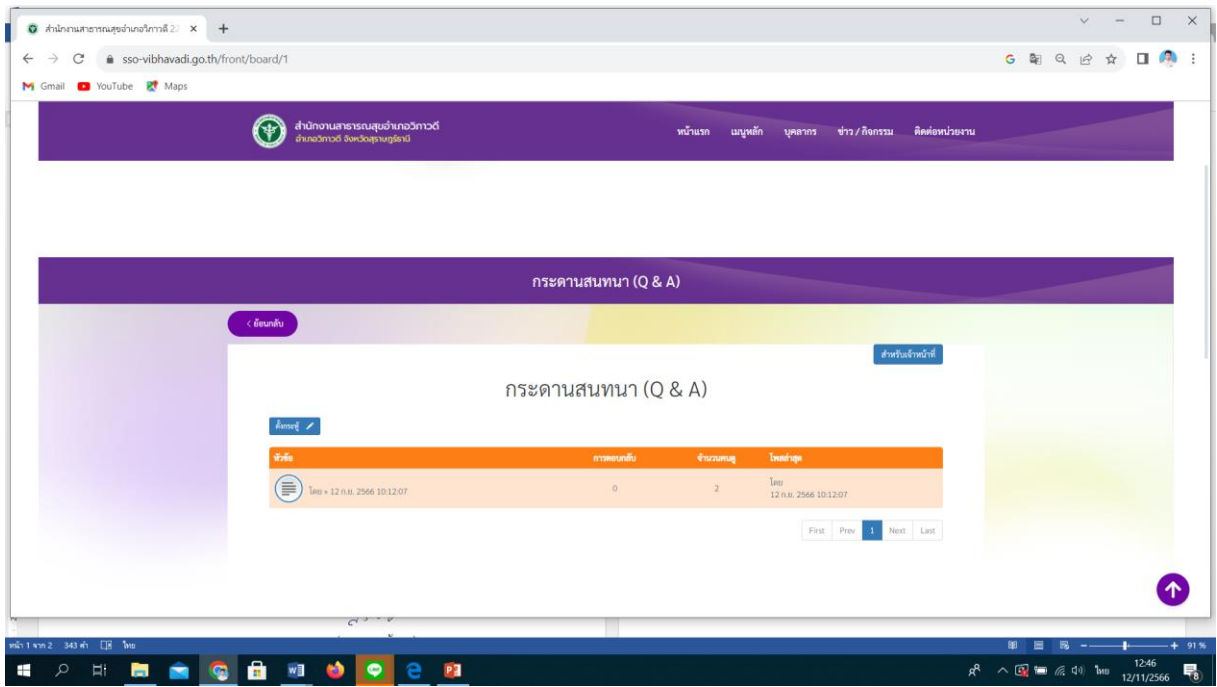 สำนักงานสาธารณสุขอำเภอวิภาวดี 2
sso-vibhavadi.go.th/front/board/1
Gmail YouTube Maps
สำนักงานสาธารณสุขอำเภอวิภาวดี
อำเภอวิภาวดี จังหวัดสุราษฎร์ธานี
หน้าแรก เมนูหลัก บุคลากร ข่าว / กิจกรรม ติดต่อหน่วยงาน
กระดานสนทนา (Q & A)
< ย้อนกลับ
สำหรับเจ้าหน้าที่
กระดานสนทนา (Q & A)
ตั้งกระทู้
หัวข้อ การตอบกลับ จำนวนคนดู โพสล่าสุด
โดย » 12 ก.ย. 2566 10:12:07 0 2 โดย
12 ก.ย. 2566 10:12:07
First Prev 1 Next Last
หน้า 1 จาก 2 343 คำ ไทย 91 %
ไทย 12:46
12/11/2566